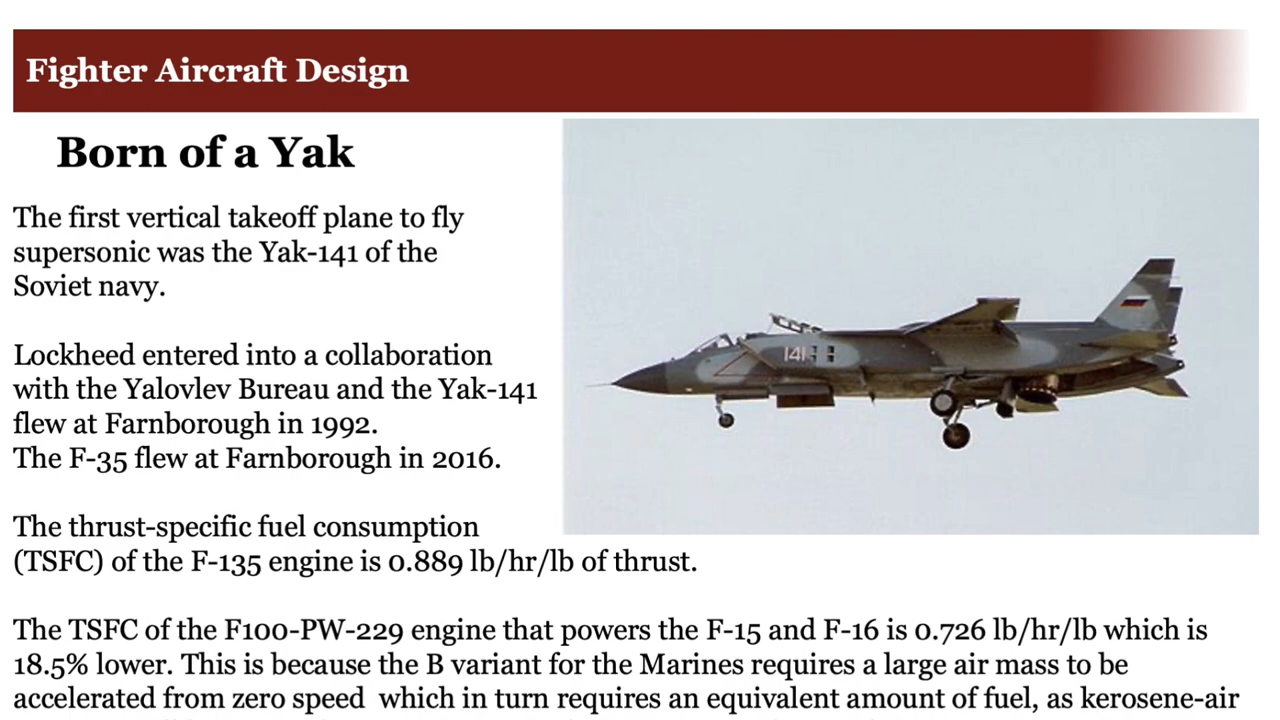 Fighter Aircraft Design
Born of a Yak
The first vertical takeoff plane to fly
supersonic was the Yak-141 of the
Soviet navy.
Lockheed entered into a collaboration
with the Yalovlev Bureau and the Yak-141
flew at Farnborough in 1992.
The F-35 flew at Farnborough in 2016.
The thrust-specific fuel consumption
(TSFC) of the F-135 engine is 0.889 lb/hr/lb of thrust.
The TSFC of the F100-PW-229 engine that powers the F-15 and F-16 is 0.726 lb/hr/lb which is
18.5% lower. This is because the B variant for the Marines requires a large air mass to be
accelerated from zero speed  which in turn requires an equivalent amount of fuel, as kerosene-air
141